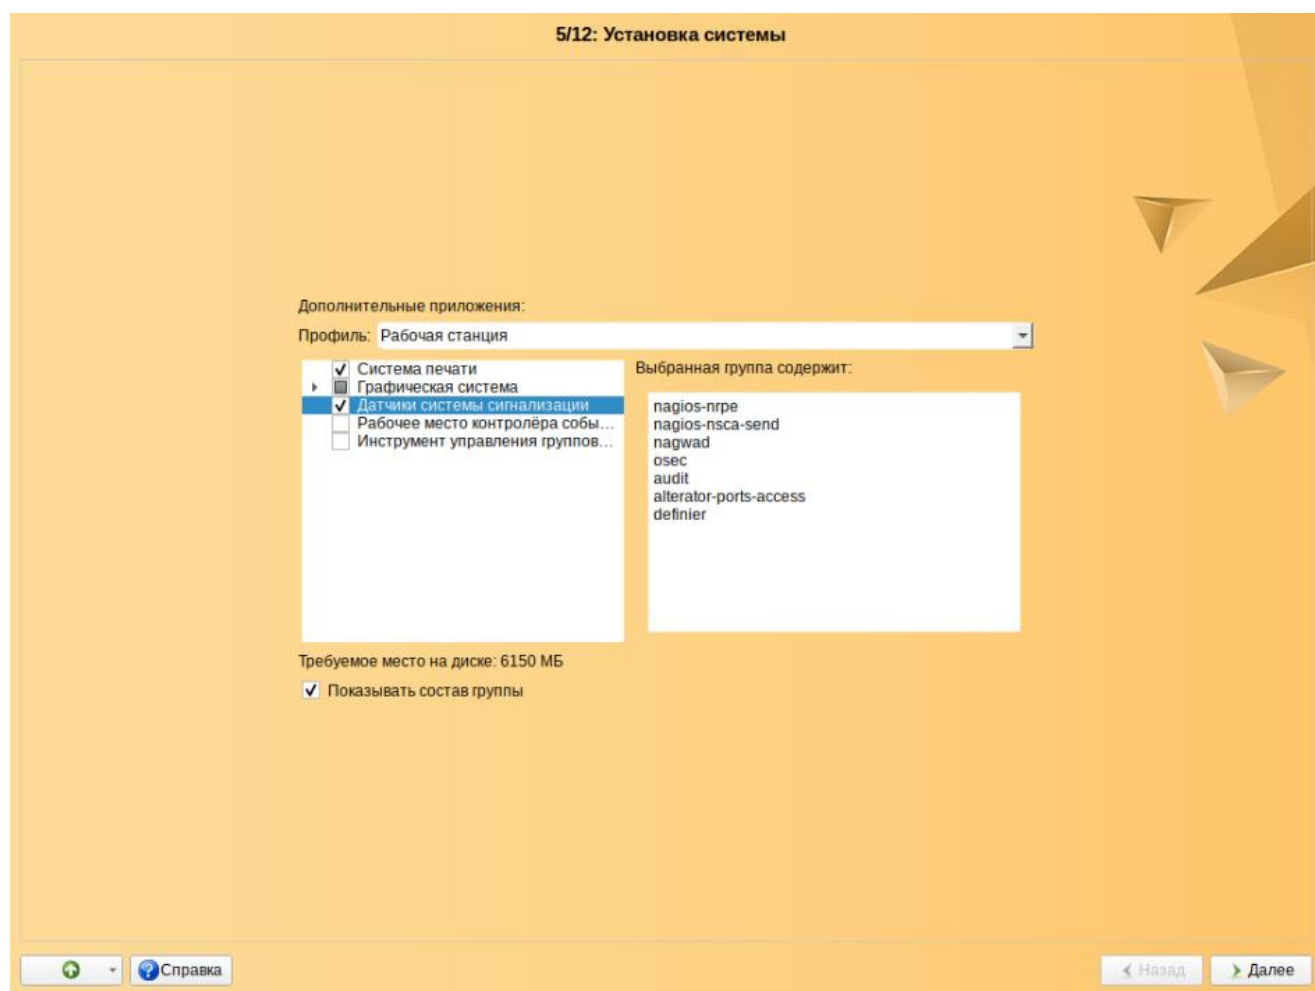 5/12: Установка системы
Дополнительные приложения:
Профиль: Рабочая станция
Система печати
Графическая система
Датчики системы сигнализации
Рабочее место контролёра собы...
Инструмент управления группов...
Выбранная группа содержит:
nagios-nrpe
nagios-nsca-send
nagwad
osec
audit
alterator-ports-access
definier
Требуемое место на диске: 6150 МБ
Показывать состав группы
Справка
Назад
Далее